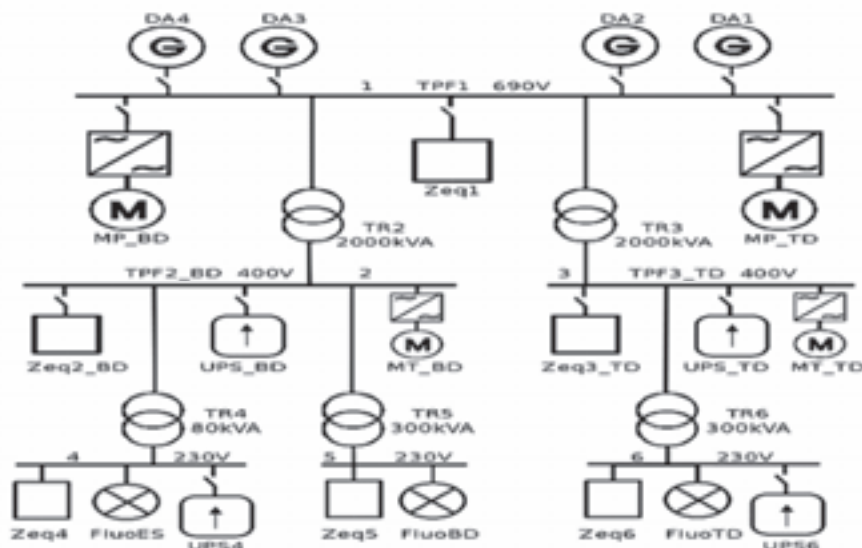 DA4 DA3 DA2 DA1
G G G G
1 TPF1 690V
Zeq1
M M
MP_BD MP_TD
TR2
2000kVA
TR3
2000kVA
TPF2_BD 400V 2
3 TPF3_TD 400V
M M
Zeq2_BD UPS_BD MT_BD
Zeq3_TD UPS_TD MT_TD
TR4
80kVA
TR5
300kVA
TR6
300kVA
4 230V
5 230V
6 230V
Zeq4 FluoES UPS4
Zeq5 FluoBD
Zeq6 FluoTD UPS6